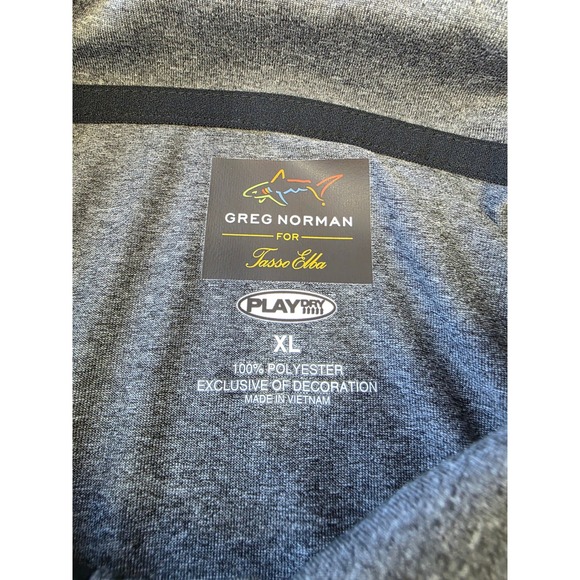 GREG NORMAN
FOR
Tasso Elba
PLAYDRY
XL
100% POLYESTER
EXCLUSIVE OF DECORATION
MADE IN VIETNAM